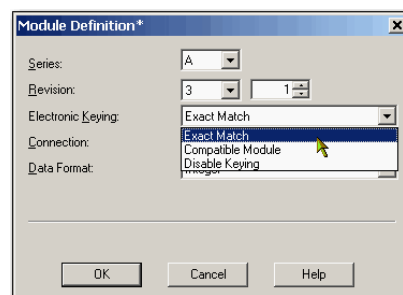 Module Definition*
Series: A
Revision: 3 1
Electronic Keying: Exact Match
Exact Match
Connection:
Compatible Module
Disable Keying
Data Format: Integer
OK Cancel Help